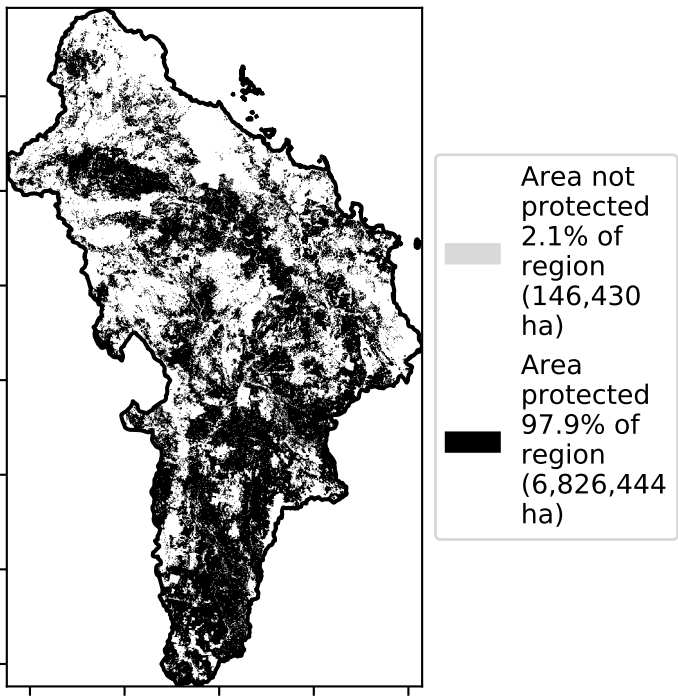 Area not
protected
2.1% of
region
(146,430
ha)
Area
protected
97.9% of
region
(6,826,444
ha)